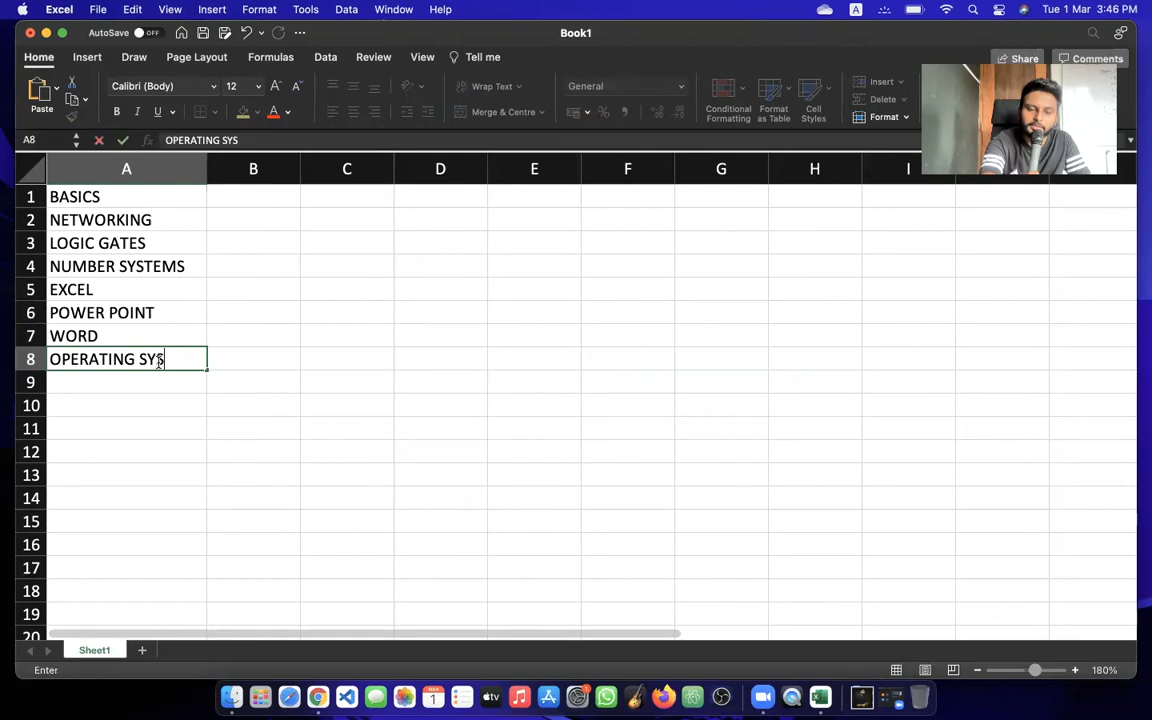 Excel File Edit View Insert Format Tools Data Window Help A Tue 1 Mar 3:46 PM
AutoSave OFF Book1
Home Insert Draw Page Layout Formulas Data Review View Tell me Share Comments
Paste Calibri (Body) 12 A A Wrap Text General Conditional Formatting Format as Table Cell Styles Insert
B I U A Merge & Centre % Delete
Format
A8 fx OPERATING SYS
A B C D E F G H I
1 BASICS
2 NETWORKING
3 LOGIC GATES
4 NUMBER SYSTEMS
5 EXCEL
6 POWER POINT
7 WORD
8 OPERATING SYS
9
10
11
12
13
14
15
16
17
18
19
20
Sheet1 +
Enter - + 180%